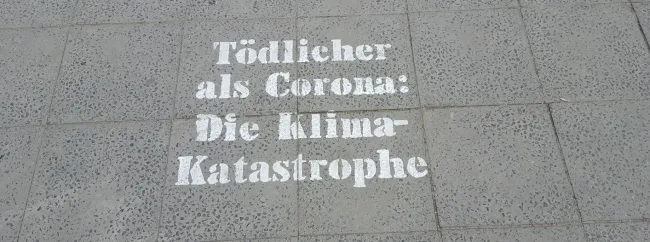 Tödlicher
als Corona:
Die Klima-
Katastrophe